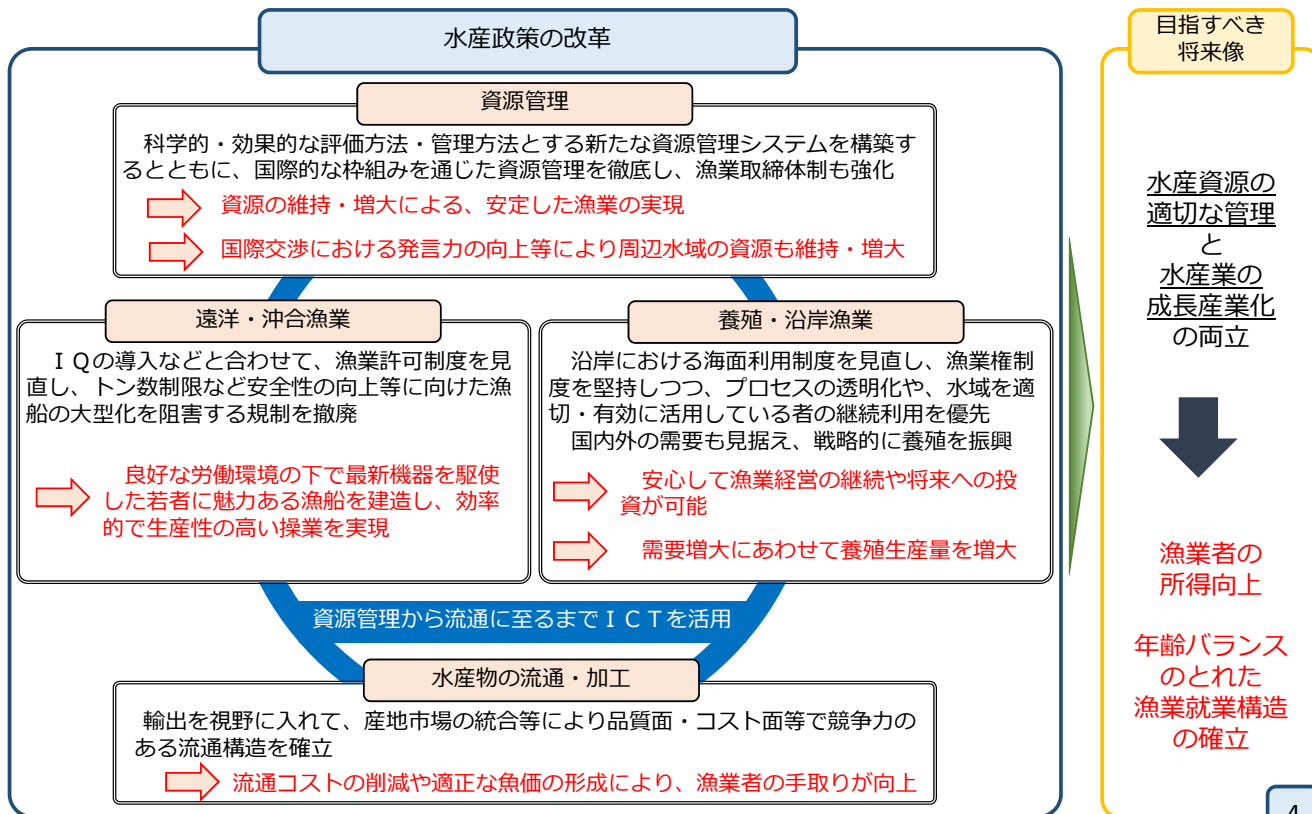 水産政策の改革
資源管理
科学的・効果的な評価方法・管理方法とする新たな資源管理システムを構築す
るとともに、国際的な枠組みを通じた資源管理を徹底し、漁業取締体制も強化
資源の維持・増大による、安定した漁業の実現
国際交渉における発言力の向上等により周辺水域の資源も維持・増大
遠洋・沖合漁業
ＩＱの導入などと合わせて、漁業許可制度を見
直し、トン数制限など安全性の向上等に向けた漁
船の大型化を阻害する規制を撤廃
良好な労働環境の下で最新機器を駆使
した若者に魅力ある漁船を建造し、効率
的で生産性の高い操業を実現
養殖・沿岸漁業
沿岸における海面利用制度を見直し、漁業権制
度を堅持しつつ、プロセスの透明化や、水域を適
切・有効に活用している者の継続利用を優先
国内外の需要も見据え、戦略的に養殖を振興
安心して漁業経営の継続や将来への投
資が可能
需要増大にあわせて養殖生産量を増大
資源管理から流通に至るまでＩＣＴを活用
水産物の流通・加工
輸出を視野に入れて、産地市場の統合等により品質面・コスト面等で競争力の
ある流通構造を確立
流通コストの削減や適正な魚価の形成により、漁業者の手取りが向上
目指すべき
将来像
水産資源の
適切な管理
と
水産業の
成長産業化
の両立
漁業者の
所得向上
年齢バランス
のとれた
漁業就業構造
の確立
4